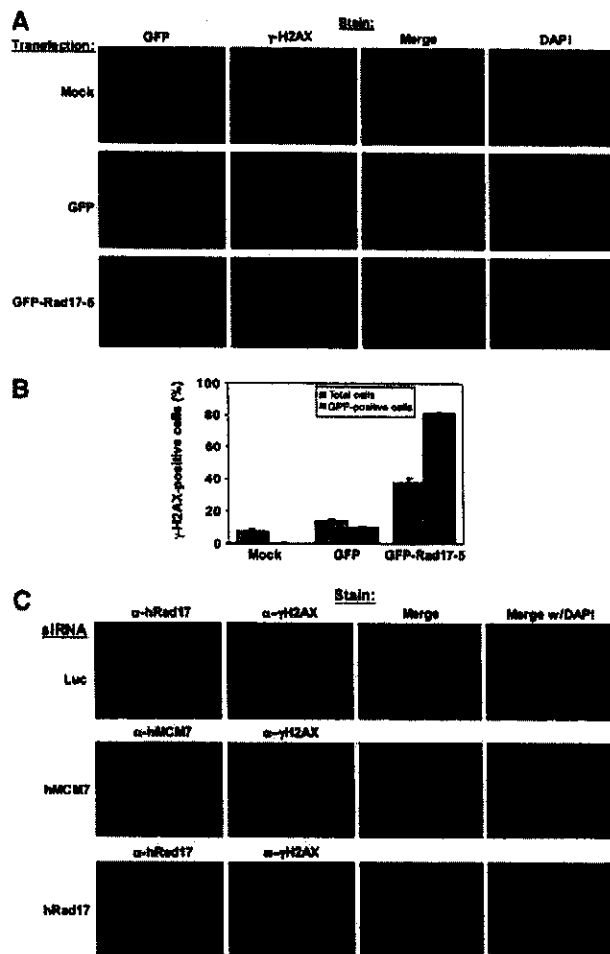 A
Stain:
Transfection:
GFP γ-H2AX Merge DAPI
Mock
GFP
GFP-Rad17-5
B
γ-H2AX-positive cells (%)
100
80
60
40
20
0
Total cells
GFP-positive cells
Mock GFP GFP-Rad17-5
C
Stain:
siRNA
α-hRad17 α-γH2AX Merge Merge w/DAPI
Luc
α-hMCM7 α-γH2AX
hMCM7
α-hRad17 α-γH2AX
hRad17